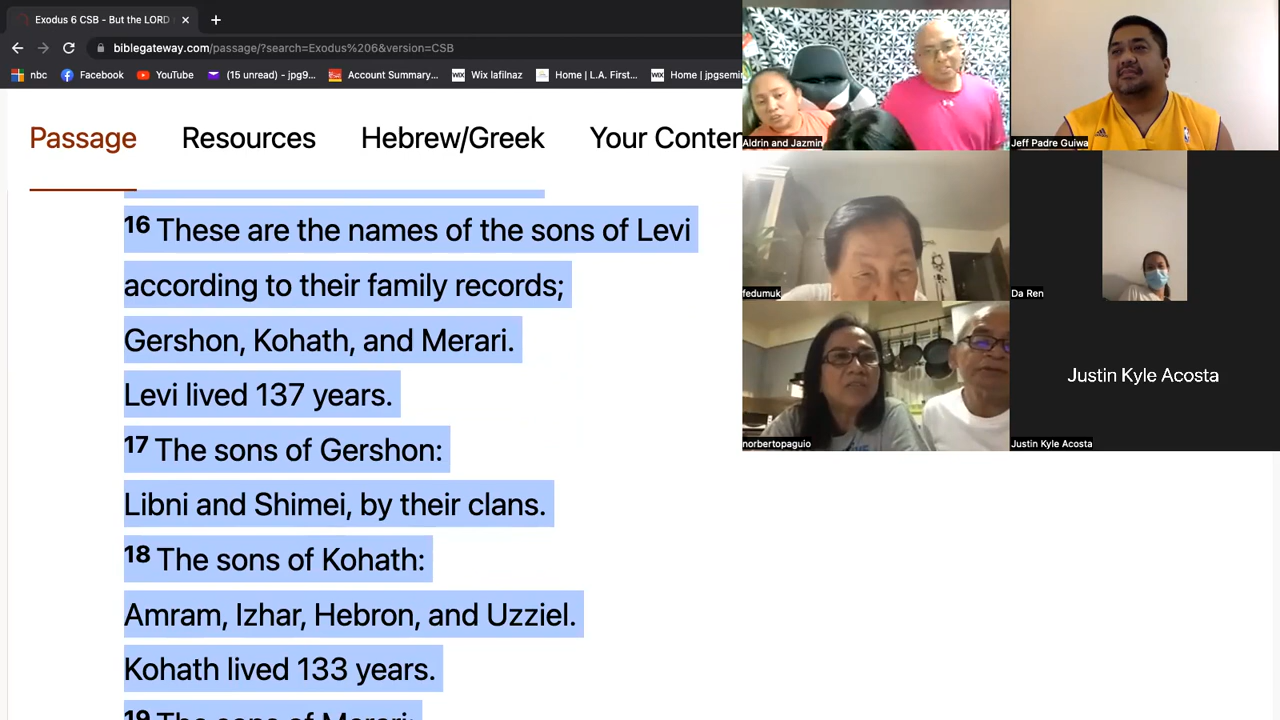 Exodus 6 CSB - But the LORD
biblegateway.com/passage/?search=Exodus%206&version=CSB
nbc Facebook YouTube (15 unread) - jpg9... Account Summary... Wix lafilnaz Home | L.A. First... Home | jpgsemi
Passage Resources Hebrew/Greek Your Conten
16 These are the names of the sons of Levi
according to their family records;
Gershon, Kohath, and Merari.
Levi lived 137 years.
17 The sons of Gershon:
Libni and Shimei, by their clans.
18 The sons of Kohath:
Amram, Izhar, Hebron, and Uzziel.
Kohath lived 133 years.
19 The sons of Merari:
Aldrin and Jazmin
Jeff Padre Guiwa
fedumuk
Da Ren
norbertopaguio
Justin Kyle Acosta
Justin Kyle Acosta